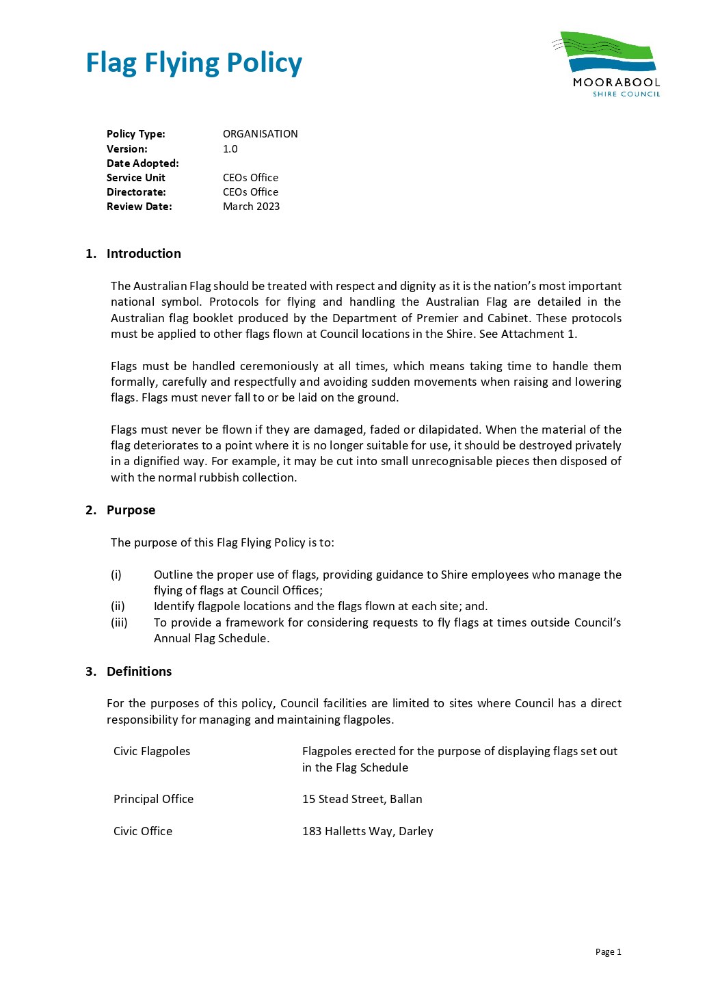 Flag Flying Policy
MOORABOOL
SHIRE COUNCIL
Policy Type: ORGANISATION
Version: 1.0
Date Adopted:
Service Unit CEOs Office
Directorate: CEOs Office
Review Date: March 2023
1. Introduction
The Australian Flag should be treated with respect and dignity as it is the nation’s most important
national symbol. Protocols for flying and handling the Australian Flag are detailed in the
Australian flag booklet produced by the Department of Premier and Cabinet. These protocols
must be applied to other flags flown at Council locations in the Shire. See Attachment 1.
Flags must be handled ceremoniously at all times, which means taking time to handle them
formally, carefully and respectfully and avoiding sudden movements when raising and lowering
flags. Flags must never fall to or be laid on the ground.
Flags must never be flown if they are damaged, faded or dilapidated. When the material of the
flag deteriorates to a point where it is no longer suitable for use, it should be destroyed privately
in a dignified way. For example, it may be cut into small unrecognisable pieces then disposed of
with the normal rubbish collection.
2. Purpose
The purpose of this Flag Flying Policy is to:
(i) Outline the proper use of flags, providing guidance to Shire employees who manage the
flying of flags at Council Offices;
(ii) Identify flagpole locations and the flags flown at each site; and.
(iii) To provide a framework for considering requests to fly flags at times outside Council’s
Annual Flag Schedule.
3. Definitions
For the purposes of this policy, Council facilities are limited to sites where Council has a direct
responsibility for managing and maintaining flagpoles.
Civic Flagpoles Flagpoles erected for the purpose of displaying flags set out
in the Flag Schedule
Principal Office 15 Stead Street, Ballan
Civic Office 183 Halletts Way, Darley
Page 1